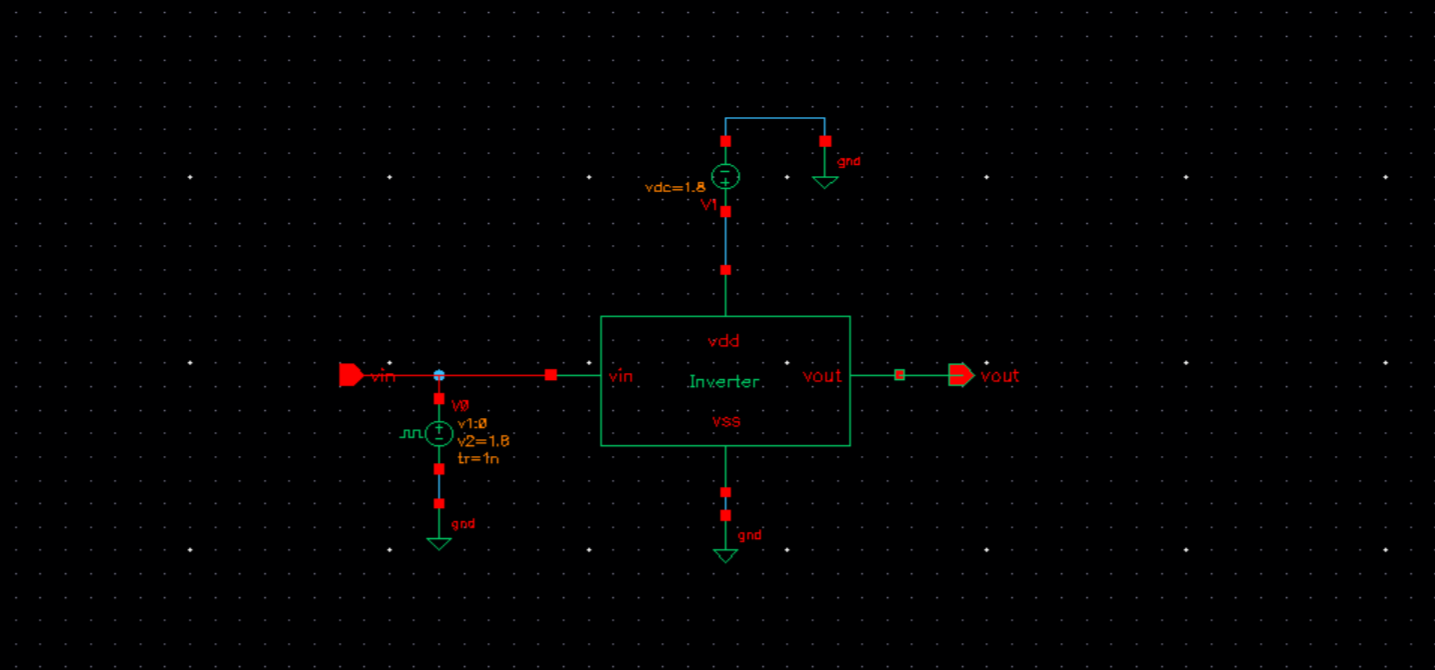 gnd
vdc=1.8
V1
vdd
vin
vin
Inverter
vout
vout
vss
V0
v1:0
v2=1.8
tr=1n
gnd
gnd